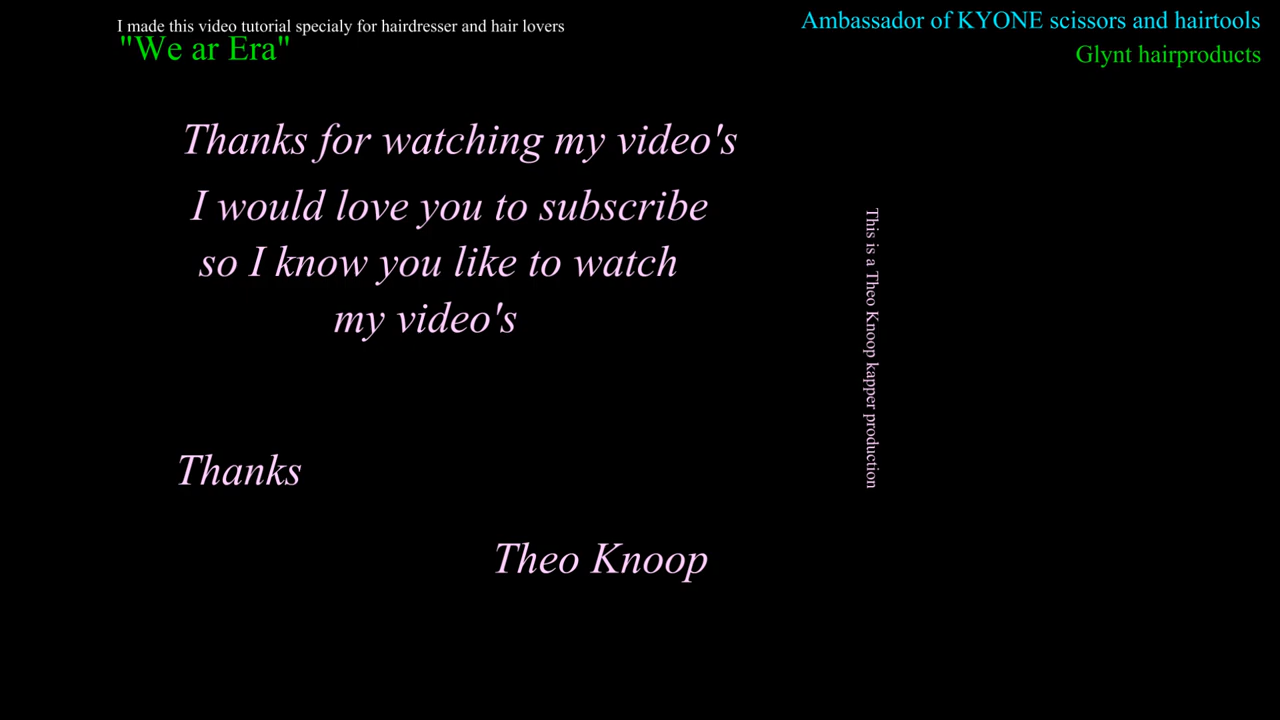 I made this video tutorial specialy for hairdresser and hair lovers
"We ar Era"
Ambassador of KYONE scissors and hairtools
Glynt hairproducts
Thanks for watching my video's
I would love you to subscribe
so I know you like to watch
my video's
This is a Theo Knoop kapper production
Thanks
Theo Knoop